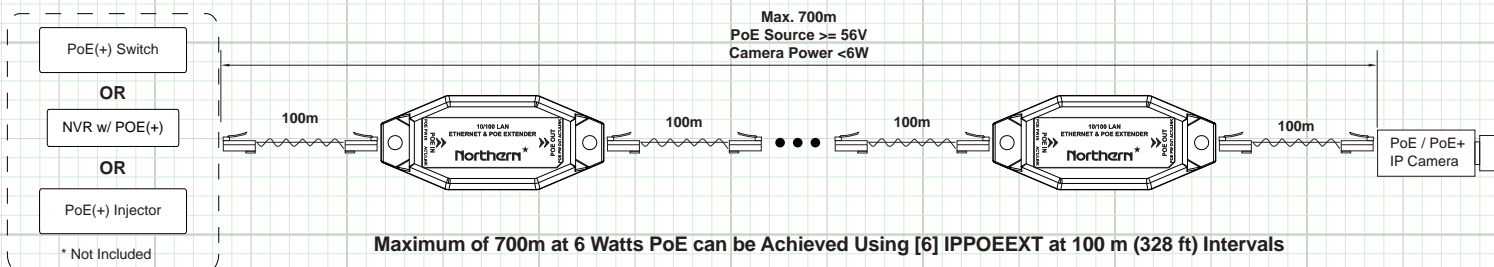 PoE(+) Switch
OR
NVR w/ POE(+)
OR
PoE(+) Injector
* Not Included
Max. 700m
PoE Source >= 56V
Camera Power <6W
100m
POE IN
10/100 LAN
ETHERNET & POE EXTENDER
Northern
POE OUT
100m
100m
POE IN
10/100 LAN
ETHERNET & POE EXTENDER
Northern
POE OUT
100m
PoE / PoE+
IP Camera
Maximum of 700m at 6 Watts PoE can be Achieved Using [6] IPPOEEXT at 100 m (328 ft) Intervals